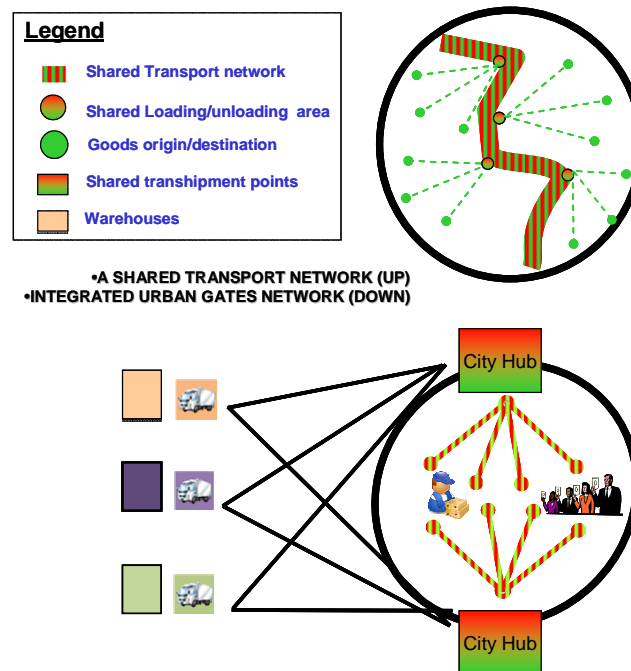 Legend
Shared Transport network
Shared Loading/unloading area
Goods origin/destination
Shared transhipment points
Warehouses
•A SHARED TRANSPORT NETWORK (UP)
•INTEGRATED URBAN GATES NETWORK (DOWN)
City Hub
City Hub